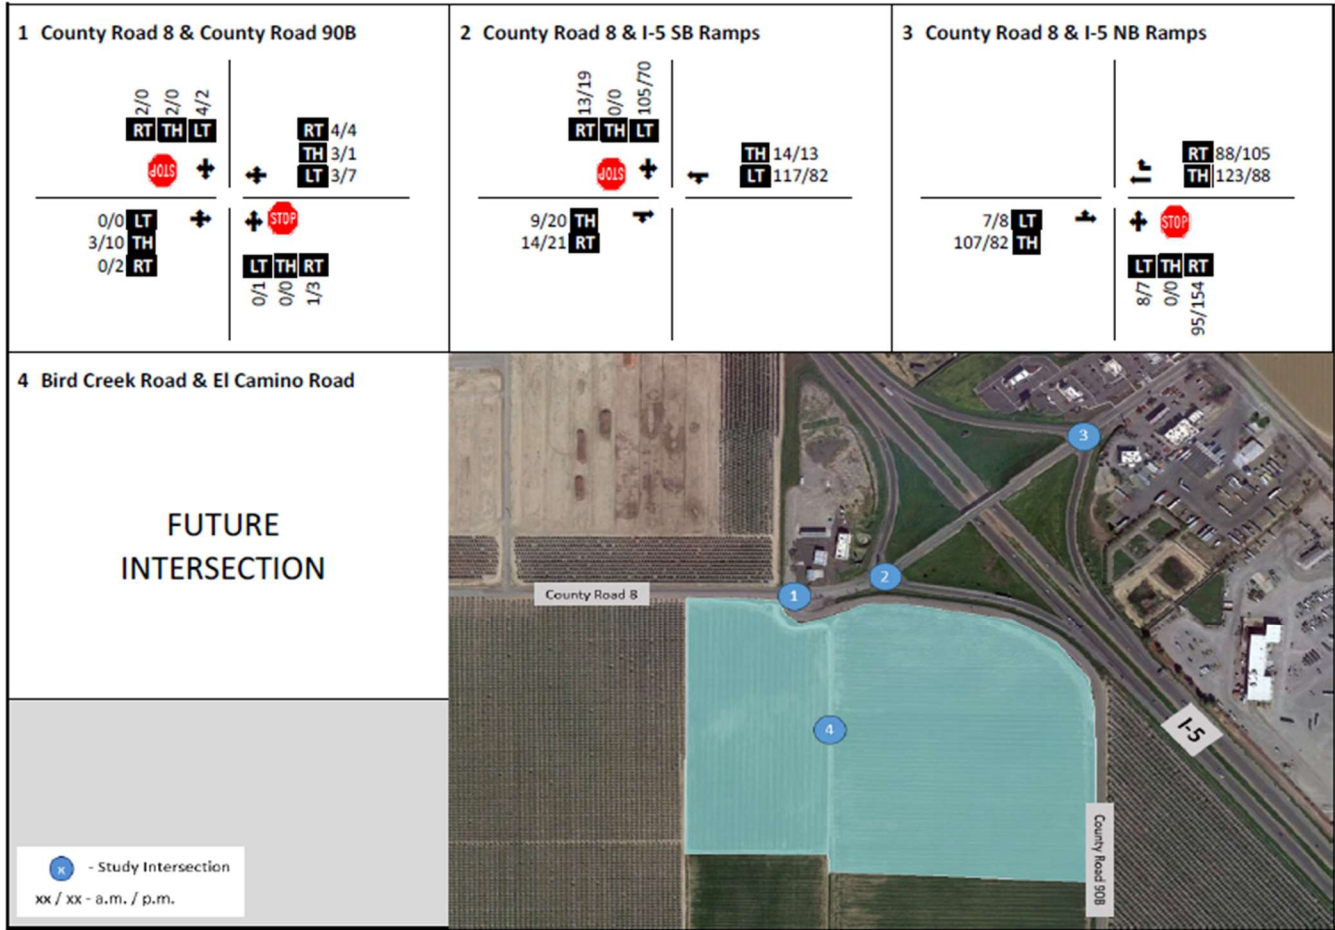 1 County Road 8 & County Road 90B
2/0 2/0 4/2
RT TH LT
STOP
RT 4/4
TH 3/1
LT 3/7
0/0 LT
3/10 TH
0/2 RT
STOP
LT TH RT
0/1 0/0 1/3
2 County Road 8 & I-5 SB Ramps
13/19 0/0 105/70
RT TH LT
STOP
TH 14/13
LT 117/82
9/20 TH
14/21 RT
3 County Road 8 & I-5 NB Ramps
RT 88/105
TH 123/88
7/8 LT
107/82 TH
STOP
LT TH RT
8/7 0/0 95/154
4 Bird Creek Road & El Camino Road
FUTURE
INTERSECTION
x - Study Intersection
xx / xx - a.m. / p.m.
3
2
1
County Road 8
4
I-5
County Road 90B